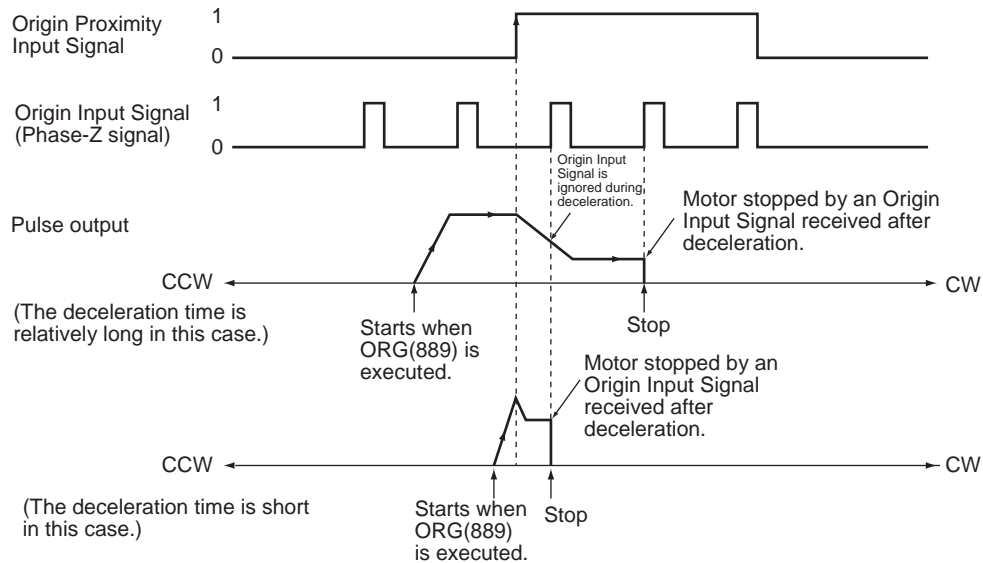 Origin Proximity
Input Signal
1
0
Origin Input Signal
(Phase-Z signal)
1
0
Origin Input
Signal is
ignored during
deceleration.
Motor stopped by an Origin
Input Signal received after
deceleration.
Pulse output
CCW
CW
(The deceleration time is
relatively long in this case.)
Starts when
ORG(889) is
executed.
Stop
Motor stopped by an
Origin Input Signal
received after
deceleration.
CCW
CW
(The deceleration time is short
in this case.)
Starts when
ORG(889)
is executed.
Stop